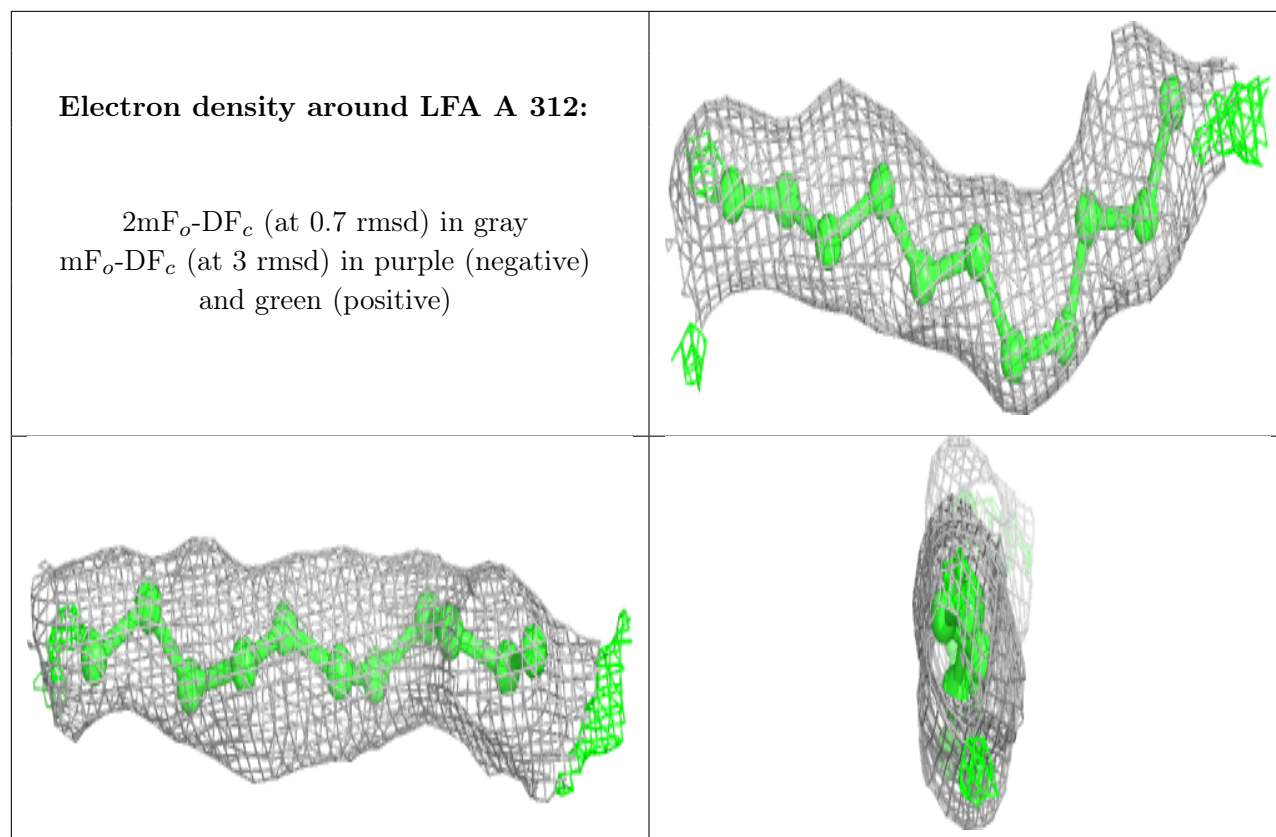 Electron density around LFA A 312:
2mFₒ-DF𝒸 (at 0.7 rmsd) in gray
mFₒ-DF𝒸 (at 3 rmsd) in purple (negative)
and green (positive)